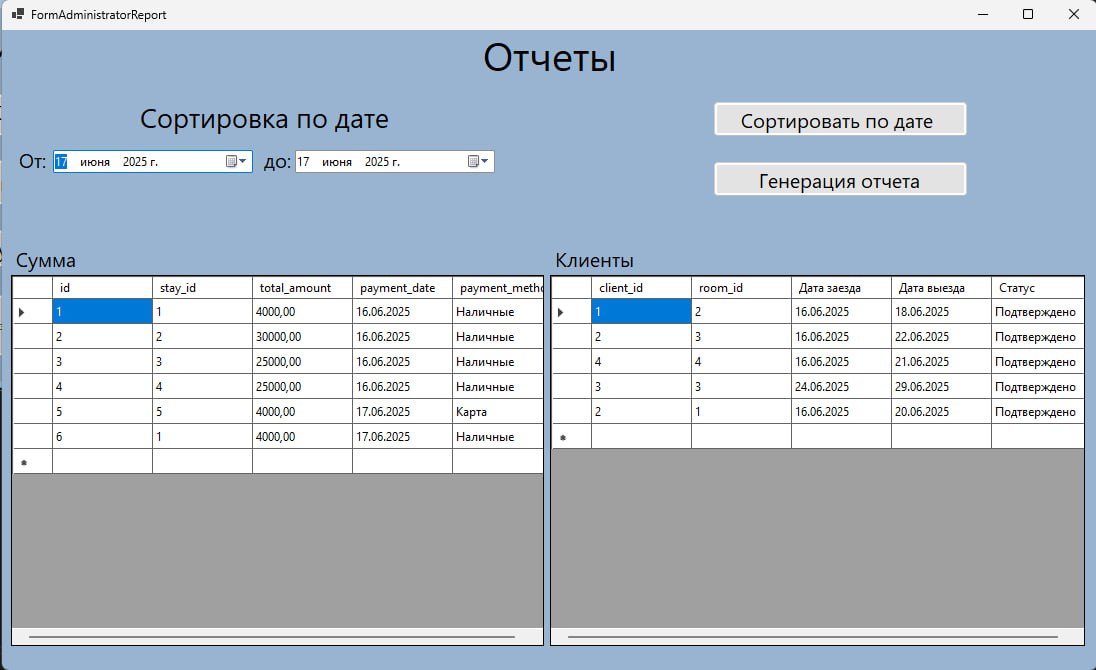 FormAdministratorReport
Отчеты
Сортировка по дате
Сортировать по дате
От: 17 июня 2025 г. до: 17 июня 2025 г.
Генерация отчета
Сумма
id stay_id total_amount payment_date payment_metho
1 1 4000,00 16.06.2025 Наличные
2 2 30000,00 16.06.2025 Наличные
3 3 25000,00 16.06.2025 Наличные
4 4 25000,00 16.06.2025 Наличные
5 5 4000,00 17.06.2025 Карта
6 1 4000,00 17.06.2025 Наличные
Клиенты
client_id room_id Дата заезда Дата выезда Статус
1 2 16.06.2025 18.06.2025 Подтверждено
2 3 16.06.2025 22.06.2025 Подтверждено
4 4 16.06.2025 21.06.2025 Подтверждено
3 3 24.06.2025 29.06.2025 Подтверждено
2 1 16.06.2025 20.06.2025 Подтверждено